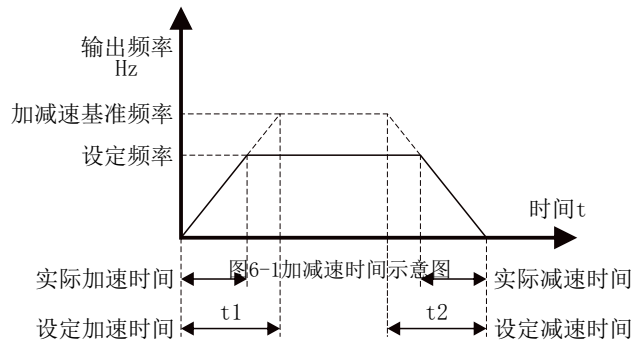 输出频率
Hz
加减速基准频率
设定频率
时间t
图6-1加减速时间示意图
实际加速时间
实际减速时间
设定加速时间
t1
t2
设定减速时间